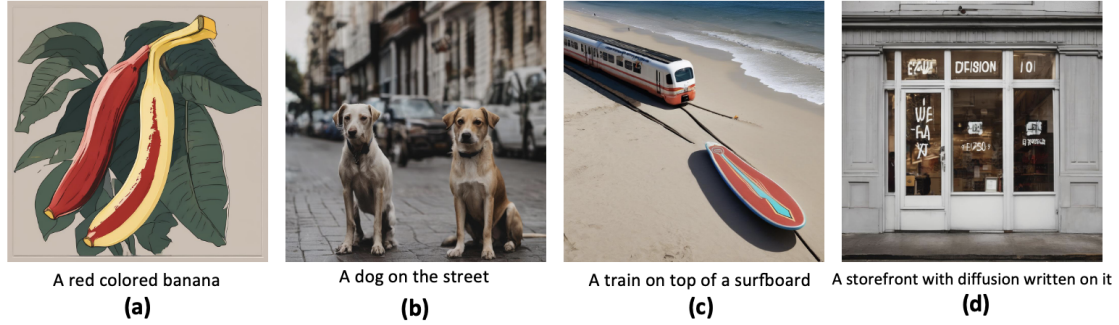 DEISION
A red colored banana
A dog on the street
A train on top of a surfboard
A storefront with diffusion written on it
(a)
(b)
(c)
(d)